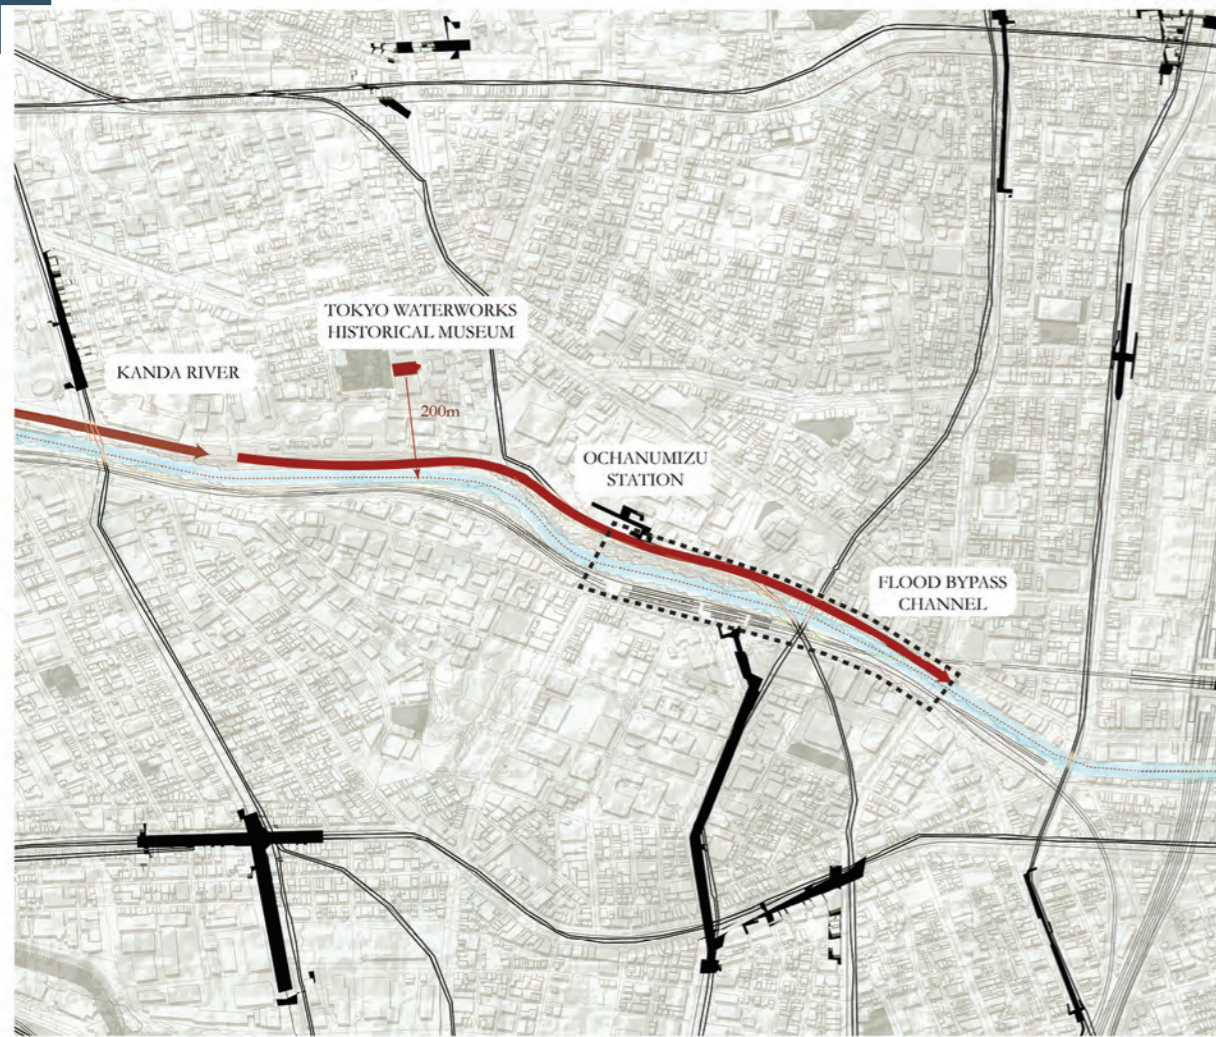 TOKYO WATERWORKS
HISTORICAL MUSEUM
KANDA RIVER
200m
OCHANUMIZU
STATION
FLOOD BYPASS
CHANNEL